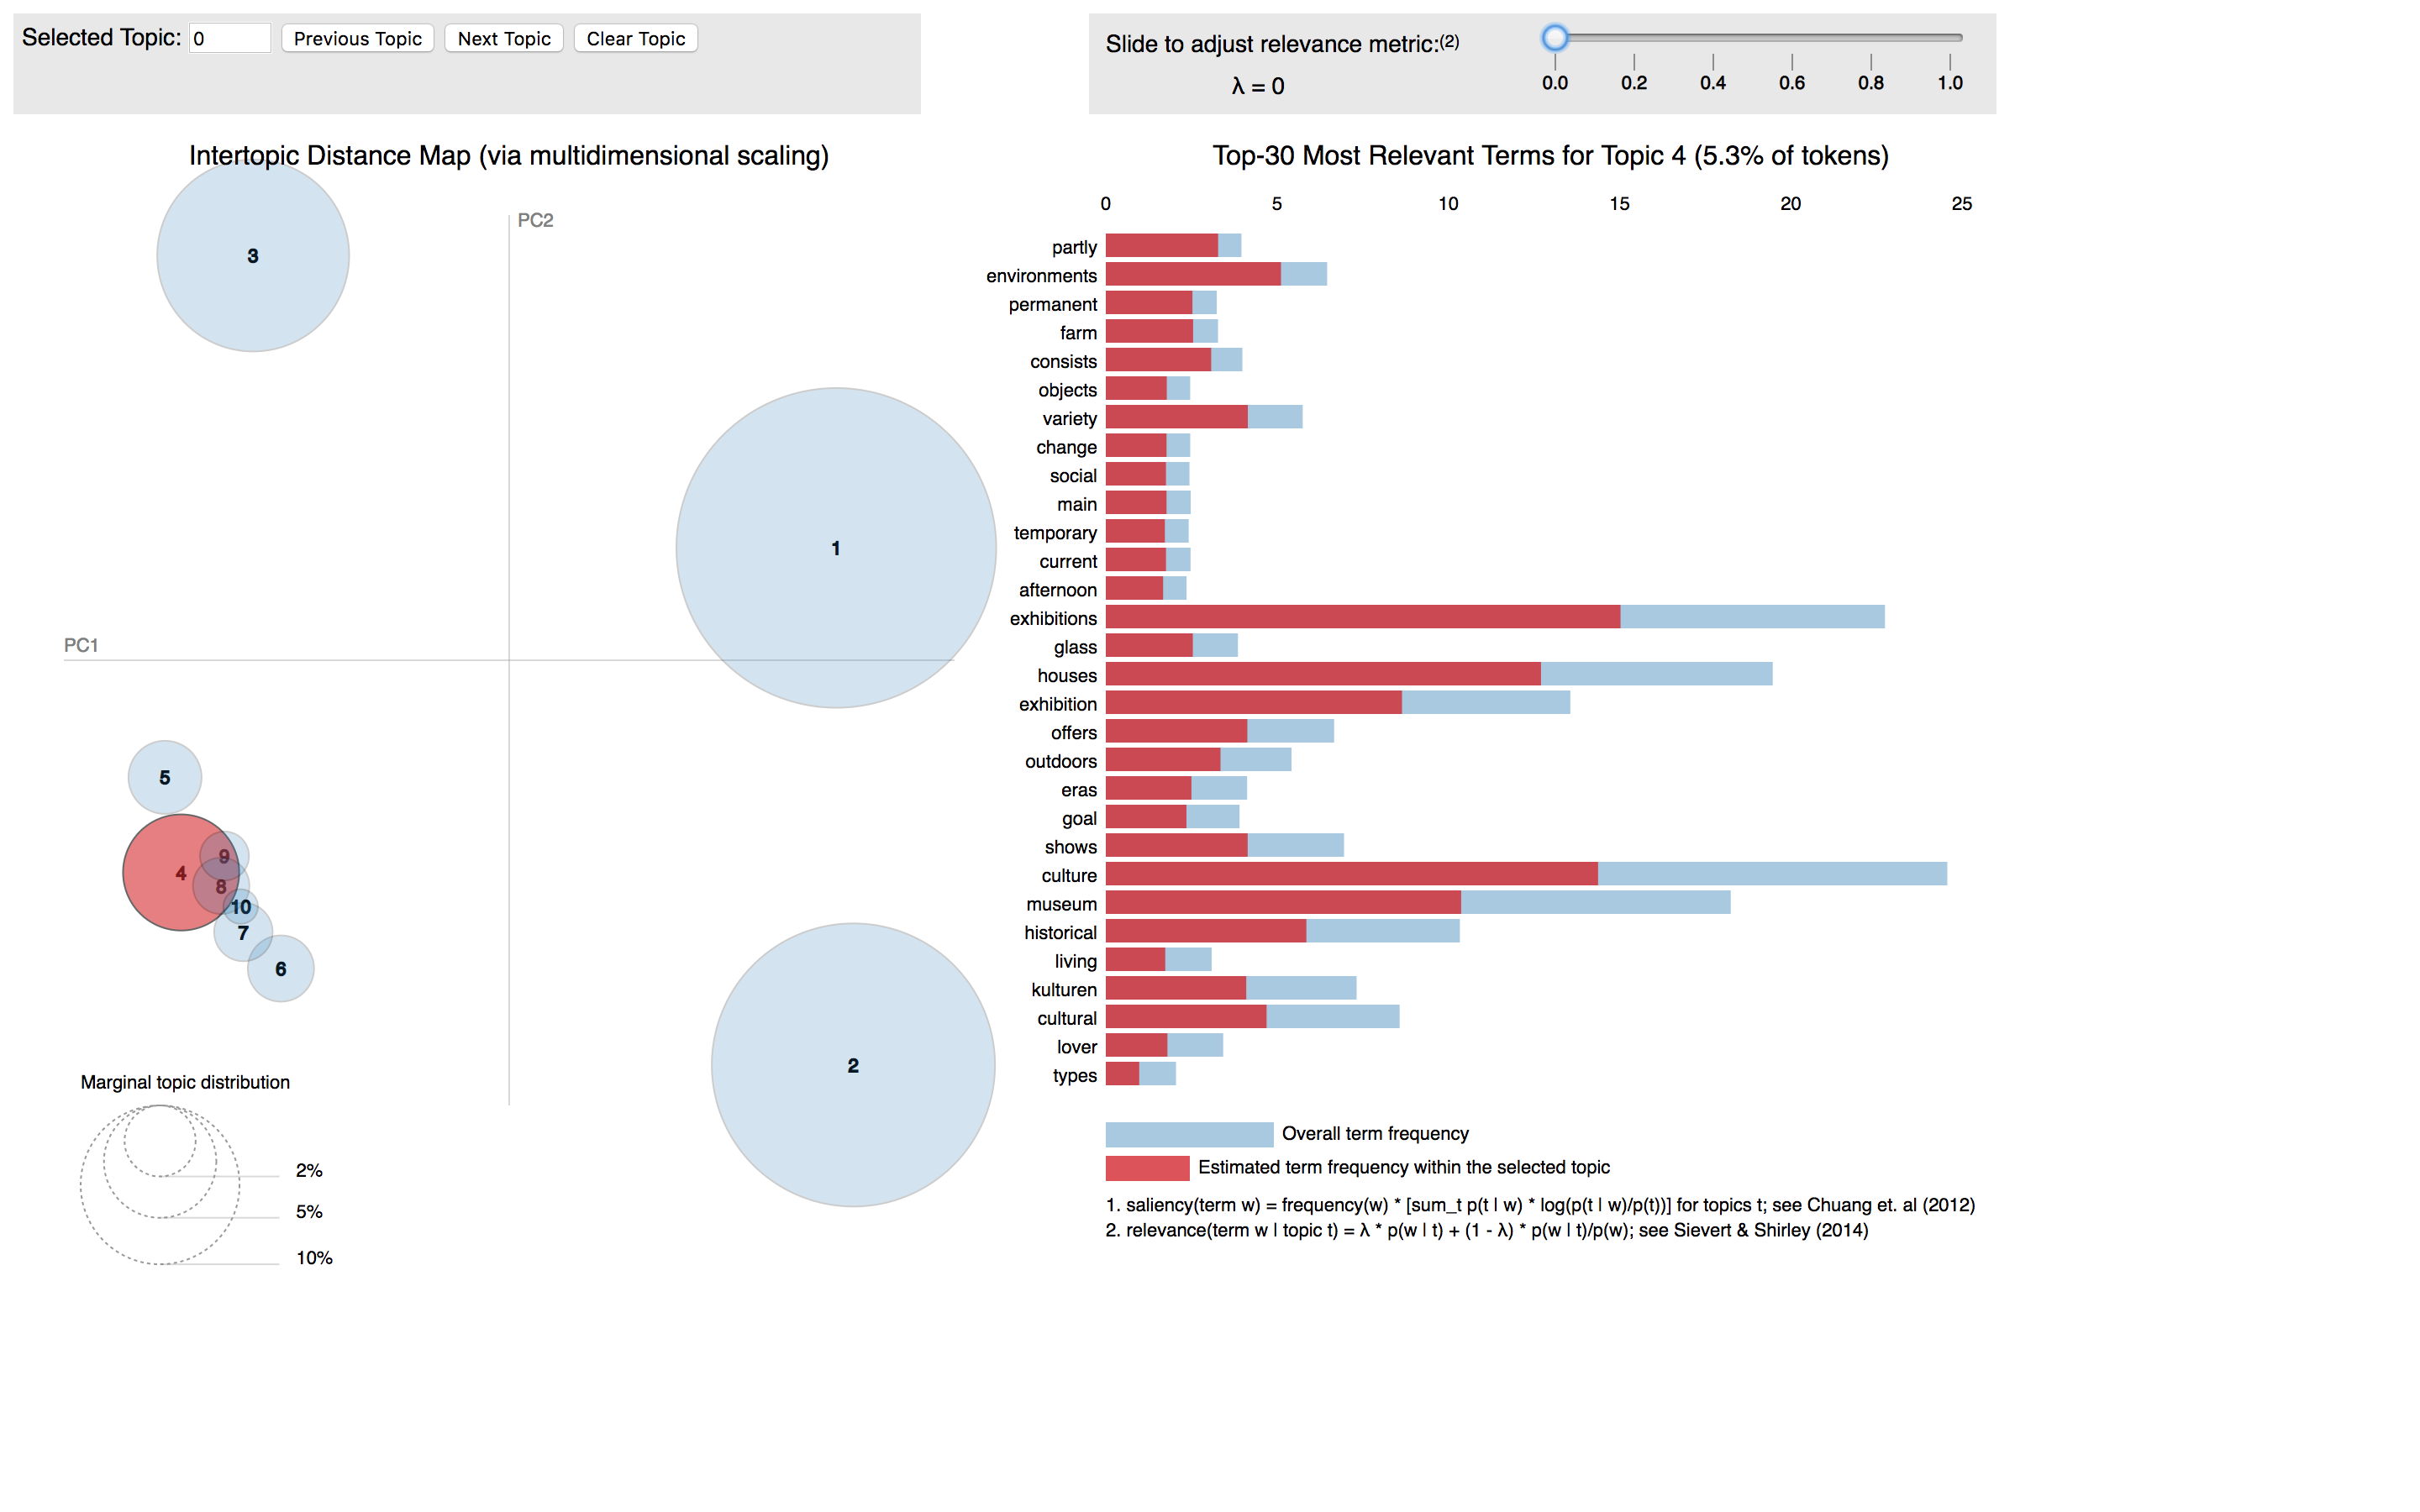 Selected Topic: 0 Previous Topic Next Topic Clear Topic
Slide to adjust relevance metric:(2)
λ = 0
0.0 0.2 0.4 0.6 0.8 1.0
Intertopic Distance Map (via multidimensional scaling)
PC2
PC1
3
1
5
4
9
8
10
7
6
2
Marginal topic distribution
2%
5%
10%
Top-30 Most Relevant Terms for Topic 4 (5.3% of tokens)
0 5 10 15 20 25
partly
environments
permanent
farm
consists
objects
variety
change
social
main
temporary
current
afternoon
exhibitions
glass
houses
exhibition
offers
outdoors
eras
goal
shows
culture
museum
historical
living
kulturen
cultural
lover
types
Overall term frequency
Estimated term frequency within the selected topic
1. saliency(term w) = frequency(w) * [sum_t p(t | w) * log(p(t | w)/p(t))] for topics t; see Chuang et. al (2012)
2. relevance(term w | topic t) = λ * p(w | t) + (1 - λ) * p(w | t)/p(w); see Sievert & Shirley (2014)